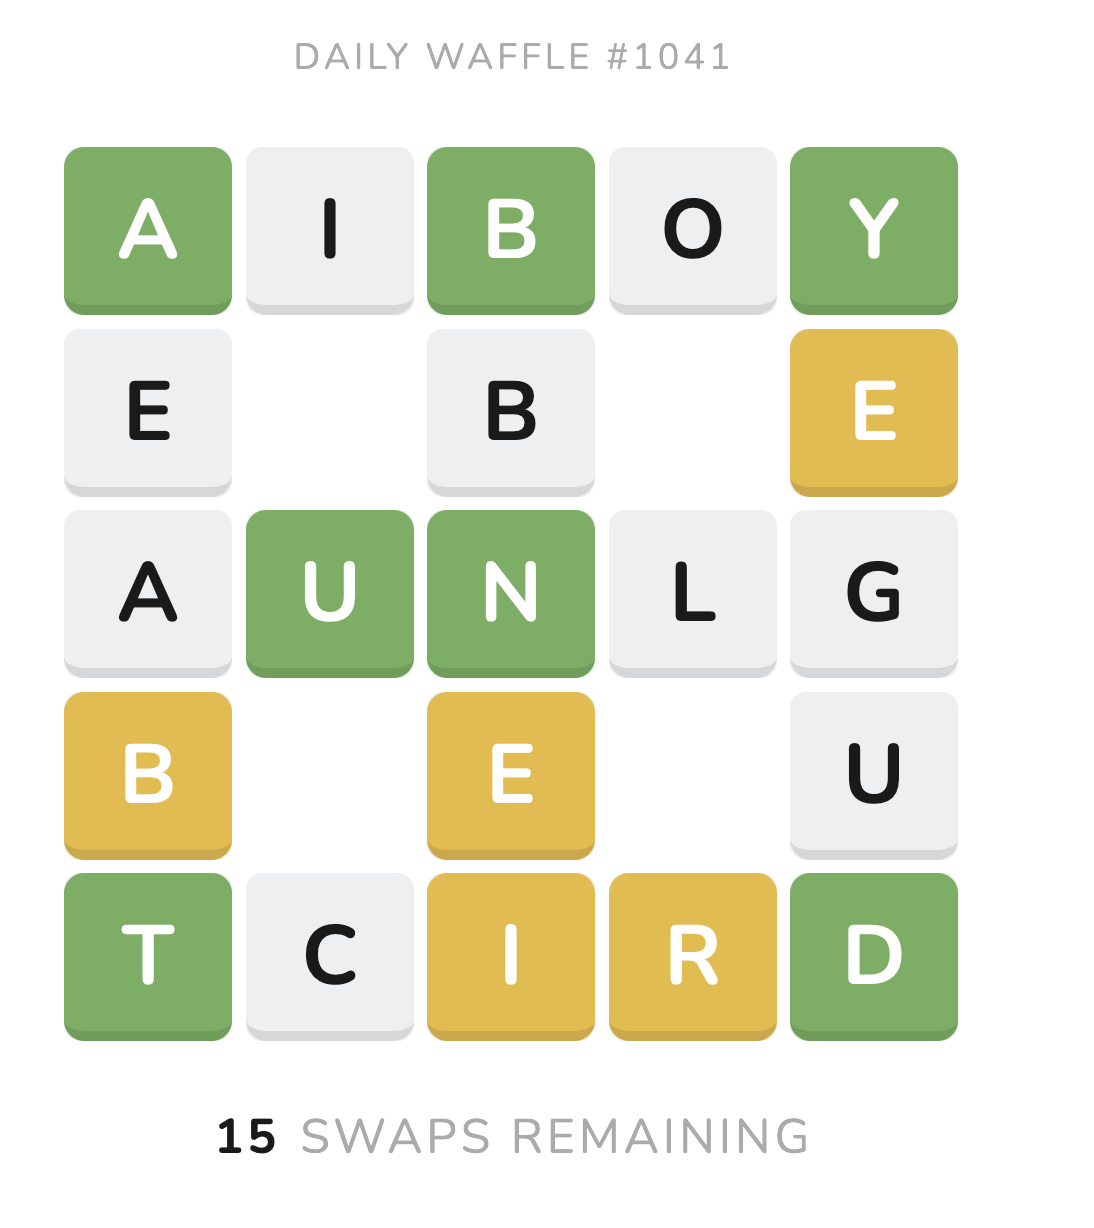 DAILY WAFFLE #1041
A I B O Y
E B E
A U N L G
B E U
T C I R D
15 SWAPS REMAINING